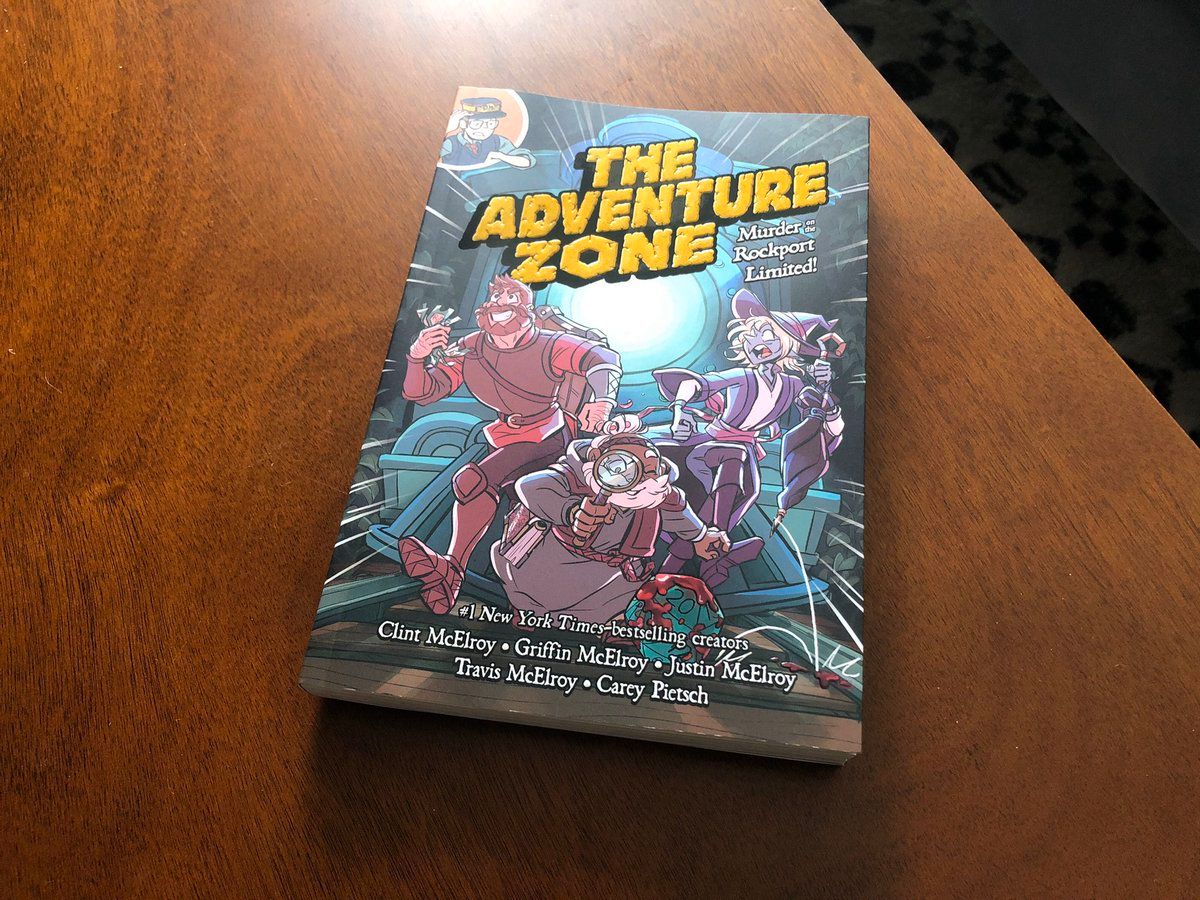 THE
ADVENTURE
ZONE
Murder on the
Rockport
Limited!
#1 New York Times-bestselling creators
Clint McElroy • Griffin McElroy • Justin McElroy
Travis McElroy • Carey Pietsch